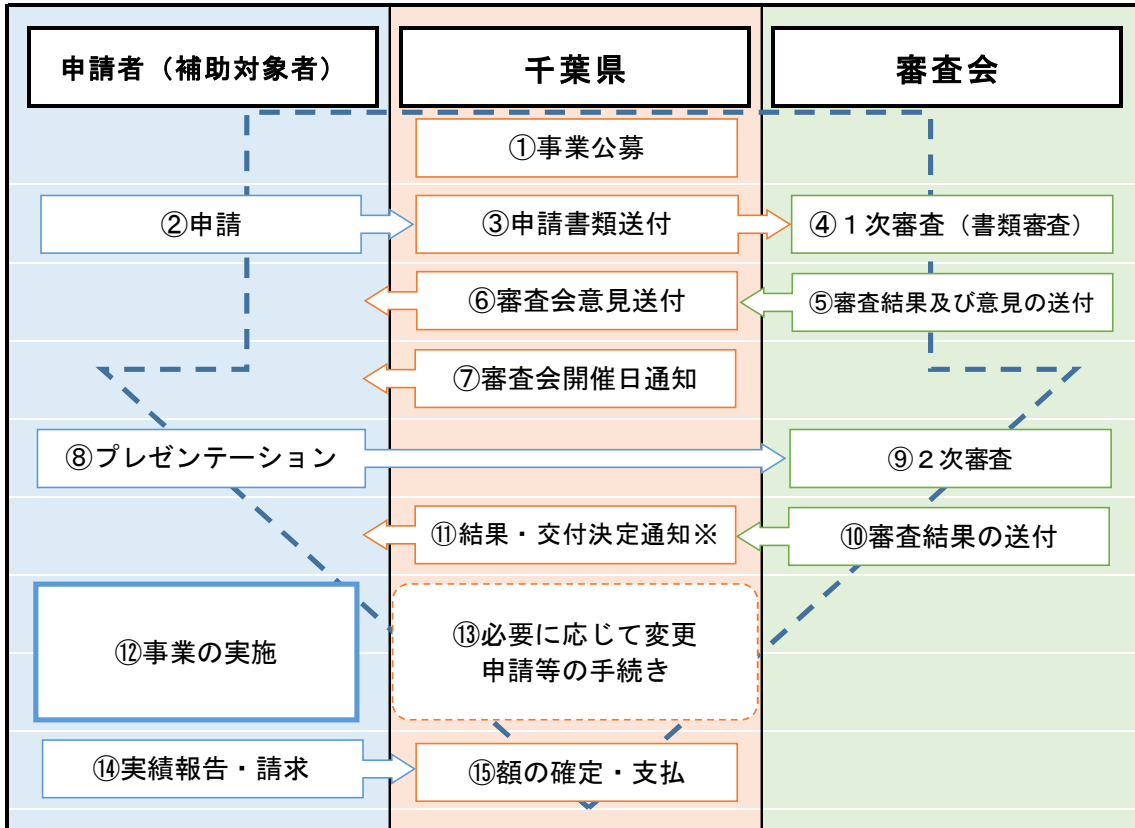 申請者（補助対象者）
千葉県
審査会
①事業公募
②申請
③申請書類送付
④１次審査（書類審査）
⑥審査会意見送付
⑤審査結果及び意見の送付
⑦審査会開催日通知
⑧プレゼンテーション
⑨２次審査
⑪結果・交付決定通知※
⑩審査結果の送付
⑫事業の実施
⑬必要に応じて変更
申請等の手続き
⑭実績報告・請求
⑮額の確定・支払